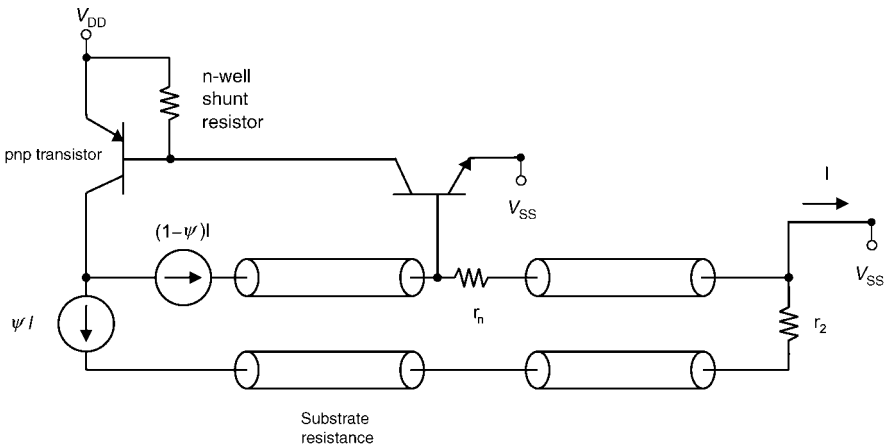 V_DD
n-well
shunt
resistor
pnp transistor
V_SS
I
(1−ψ)I
V_SS
ψ I
r_n
r_2
Substrate
resistance